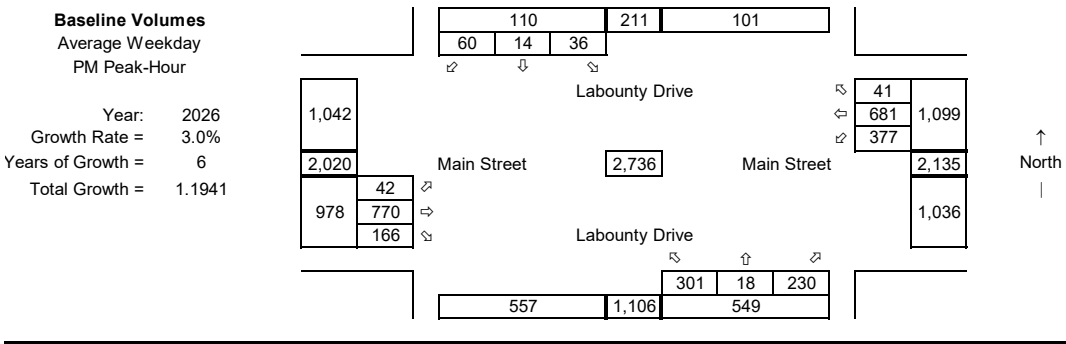 Baseline Volumes
Average Weekday
PM Peak-Hour
Year: 2026
Growth Rate = 3.0%
Years of Growth = 6
Total Growth = 1.1941
110 211 101
60 14 36
Labounty Drive
1,042
41
681
377
1,099
2,020
Main Street
2,736
Main Street
2,135
North
978
42
770
166
1,036
Labounty Drive
301 18 230
557 1,106 549